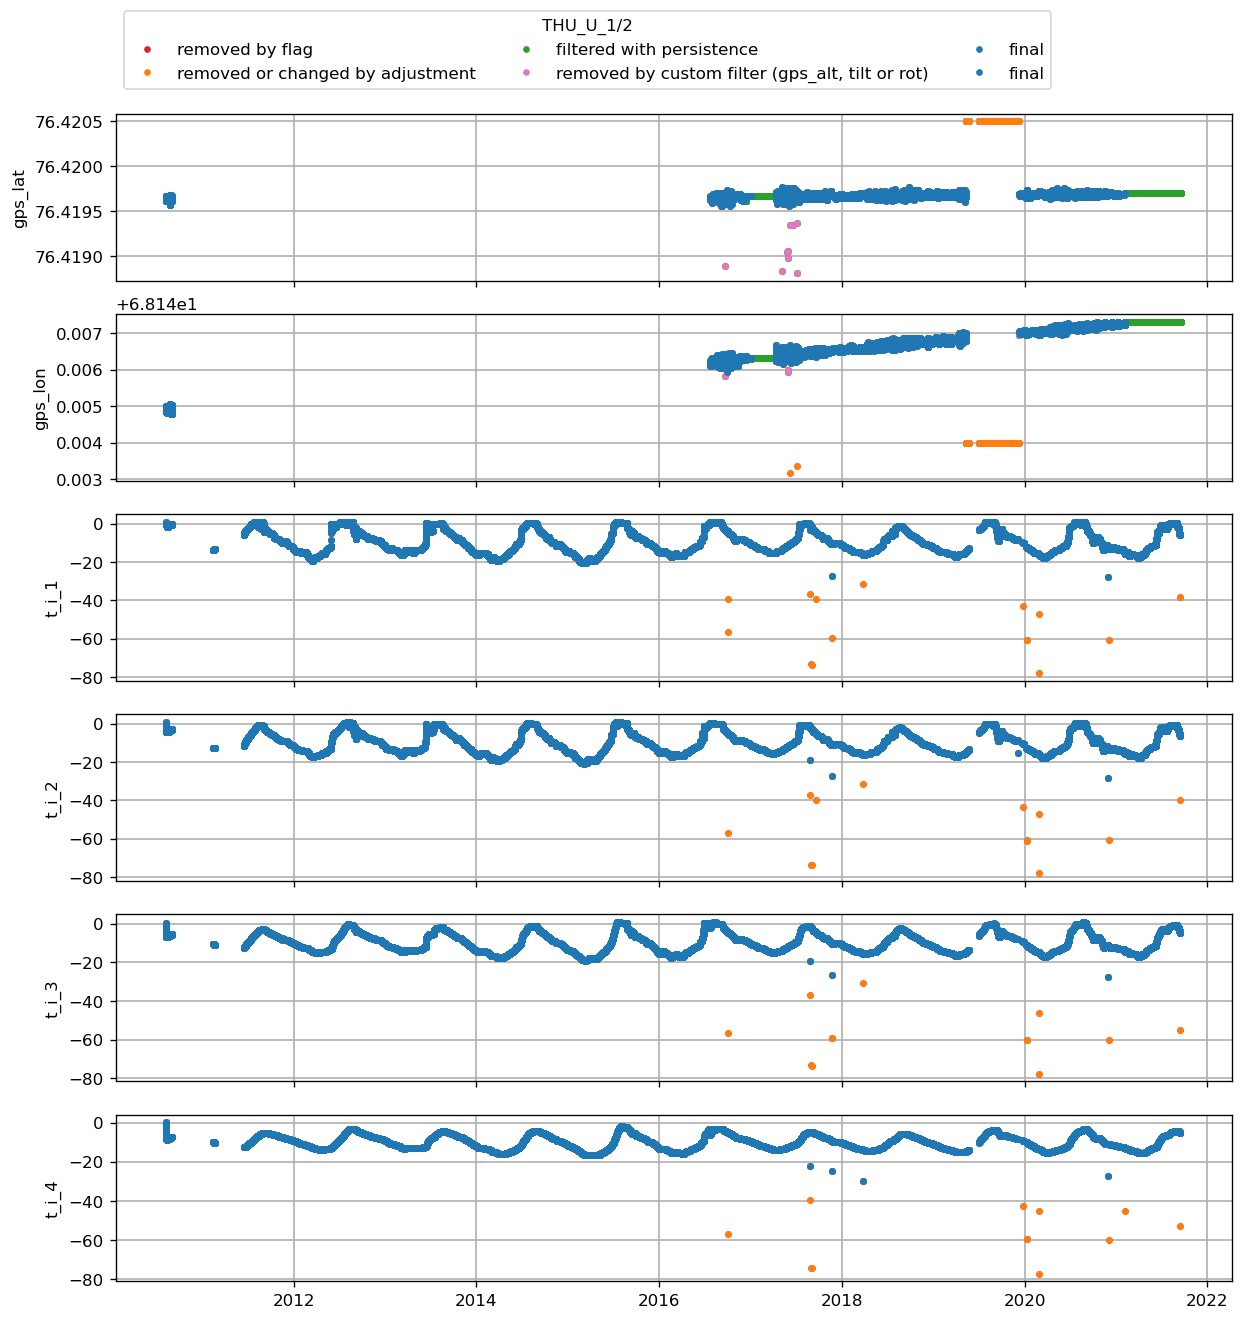 THU_U_1/2
removed by flag
filtered with persistence
final
removed or changed by adjustment
removed by custom filter (gps_alt, tilt or rot)
final
gps_lat
76.4205
76.4200
76.4195
76.4190
+6.814e1
gps_lon
0.007
0.006
0.005
0.004
0.003
t_i_1
0
−20
−40
−60
−80
t_i_2
0
−20
−40
−60
−80
t_i_3
0
−20
−40
−60
−80
t_i_4
0
−20
−40
−60
−80
2012 2014 2016 2018 2020 2022